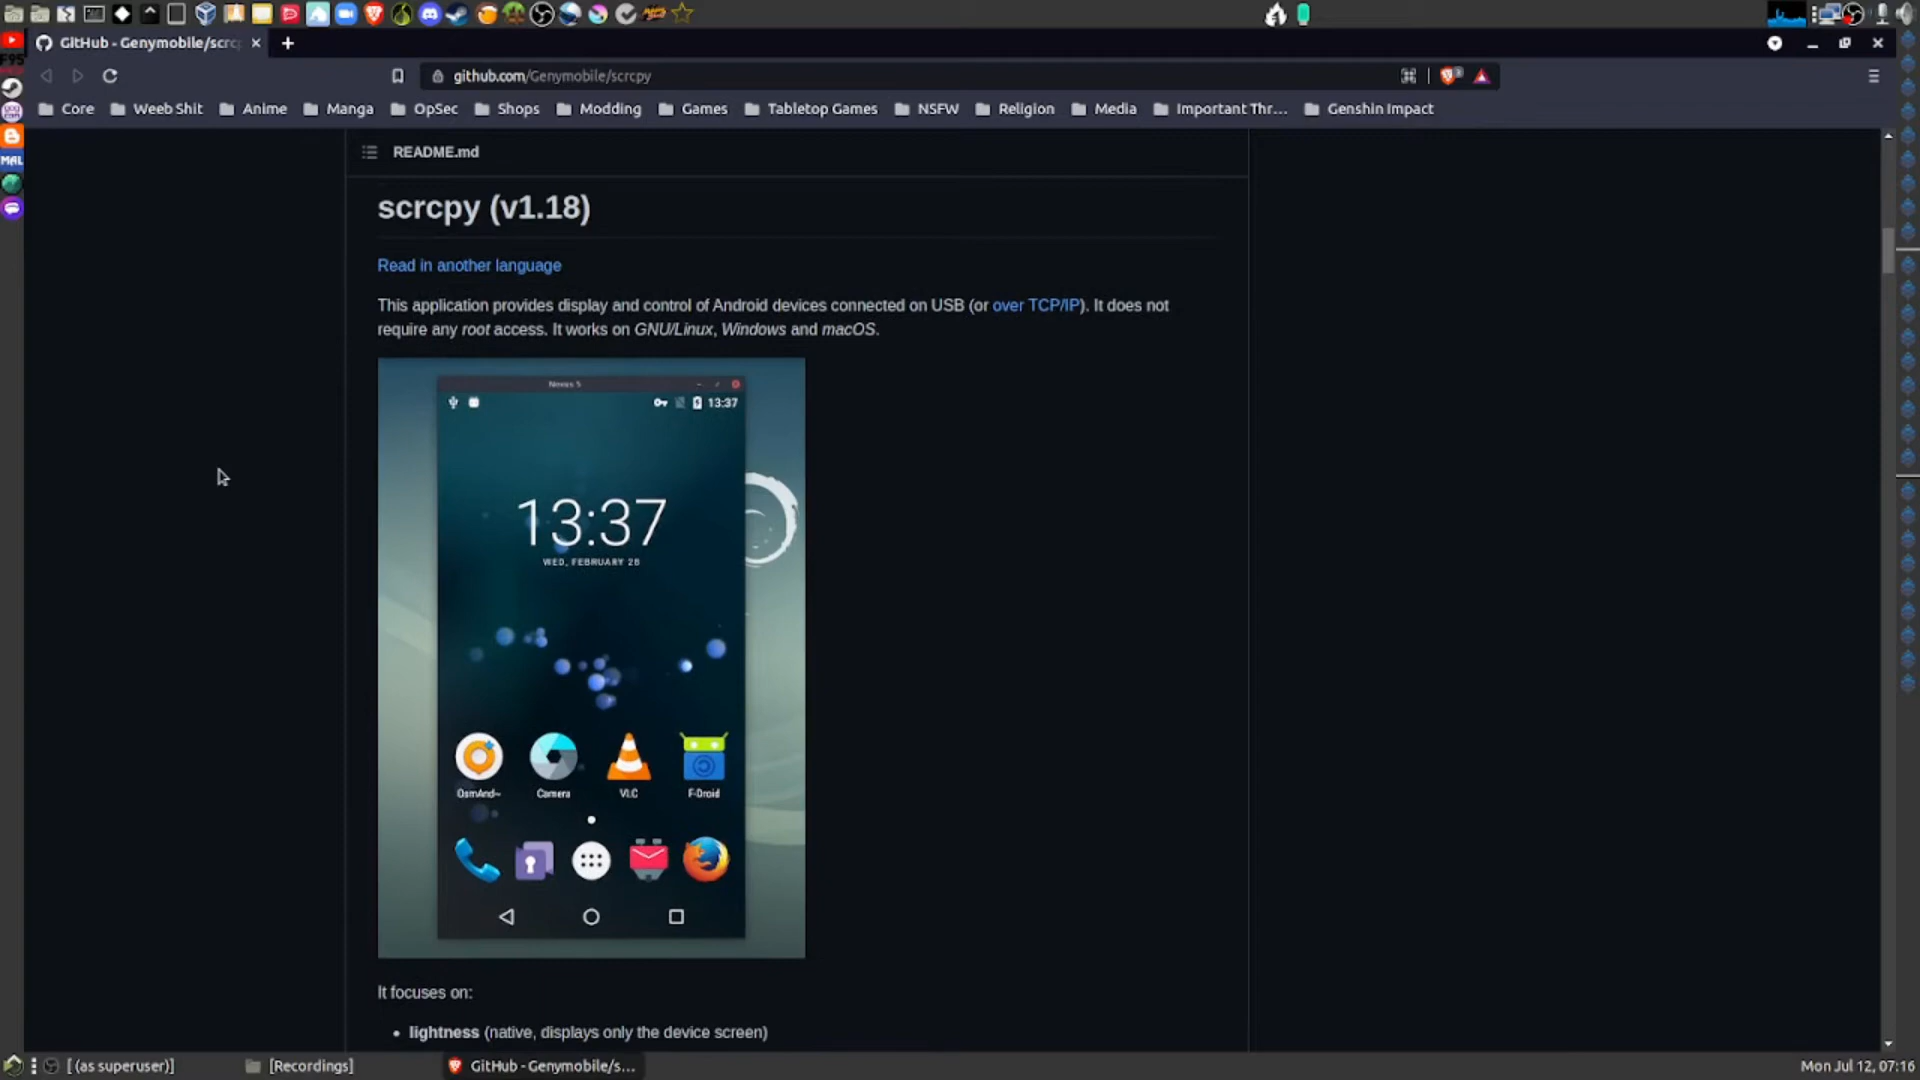 GitHub - Genymobile/scrc
github.com/Genymobile/scrcpy
Core
Weeb Shit
Anime
Manga
OpSec
Shops
Modding
Games
Tabletop Games
NSFW
Religion
Media
Important Thr...
Genshin Impact
F95
MAL
README.md
scrcpy (v1.18)
Read in another language
This application provides display and control of Android devices connected on USB (or over TCP/IP). It does not
require any root access. It works on GNU/Linux, Windows and macOS.
Nexus 5
13:37
13:37
WED, FEBRUARY 28
OsmAnd~
Camera
VLC
F-Droid
It focuses on:
• lightness (native, displays only the device screen)
[ (as superuser)]
[Recordings]
GitHub - Genymobile/s...
Mon Jul 12, 07:16